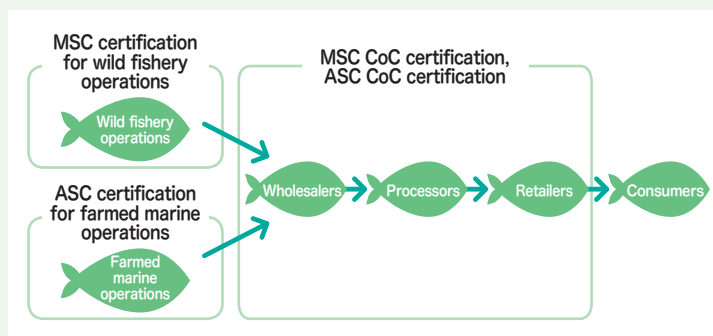 MSC certification
for wild fishery
operations
Wild fishery
operations
ASC certification
for farmed marine
operations
Farmed
marine
operations
MSC CoC certification,
ASC CoC certification
Wholesalers
Processors
Retailers
Consumers